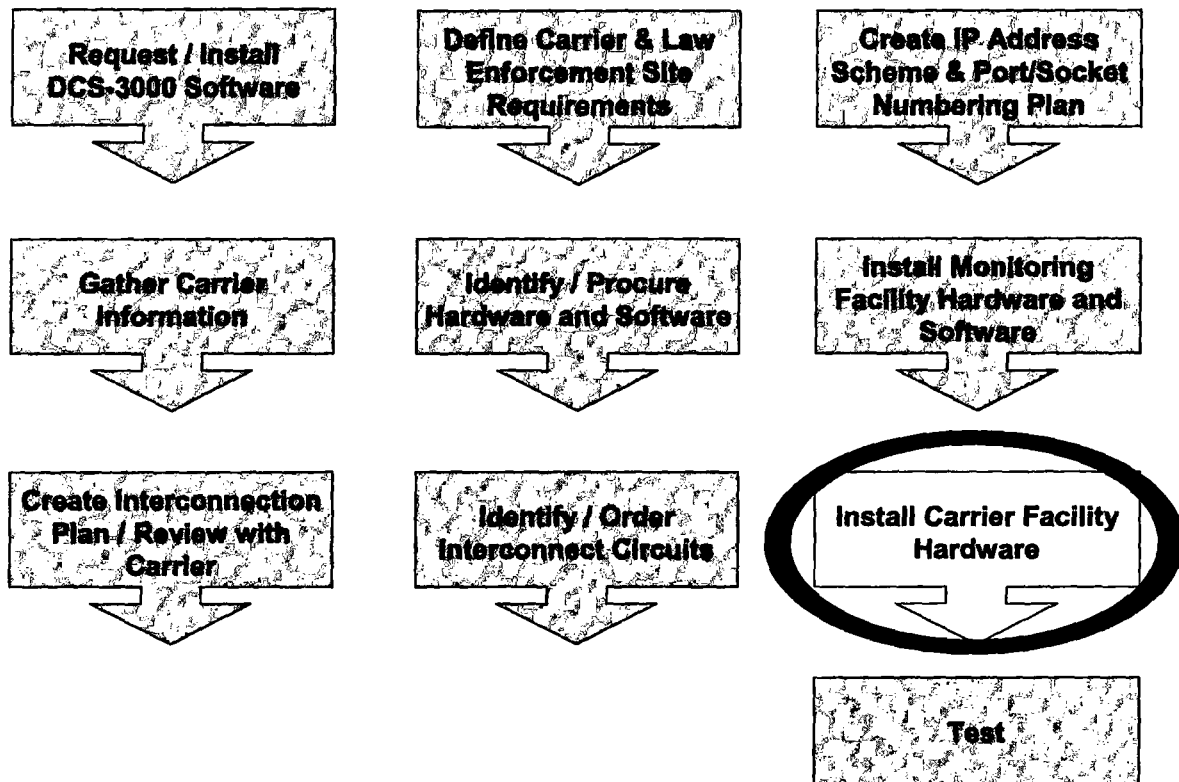 Request / Install
DCS-3000 Software
Gather Carrier
Information
Create Interconnection
Plan / Review with
Carrier
Define Carrier & Law
Enforcement Site
Requirements
Identify / Procure
Hardware and Software
Identify / Order
Interconnect Circuits
Create IP Address
Scheme & Port/Socket
Numbering Plan
Install Monitoring
Facility Hardware and
Software
Install Carrier Facility
Hardware
Test